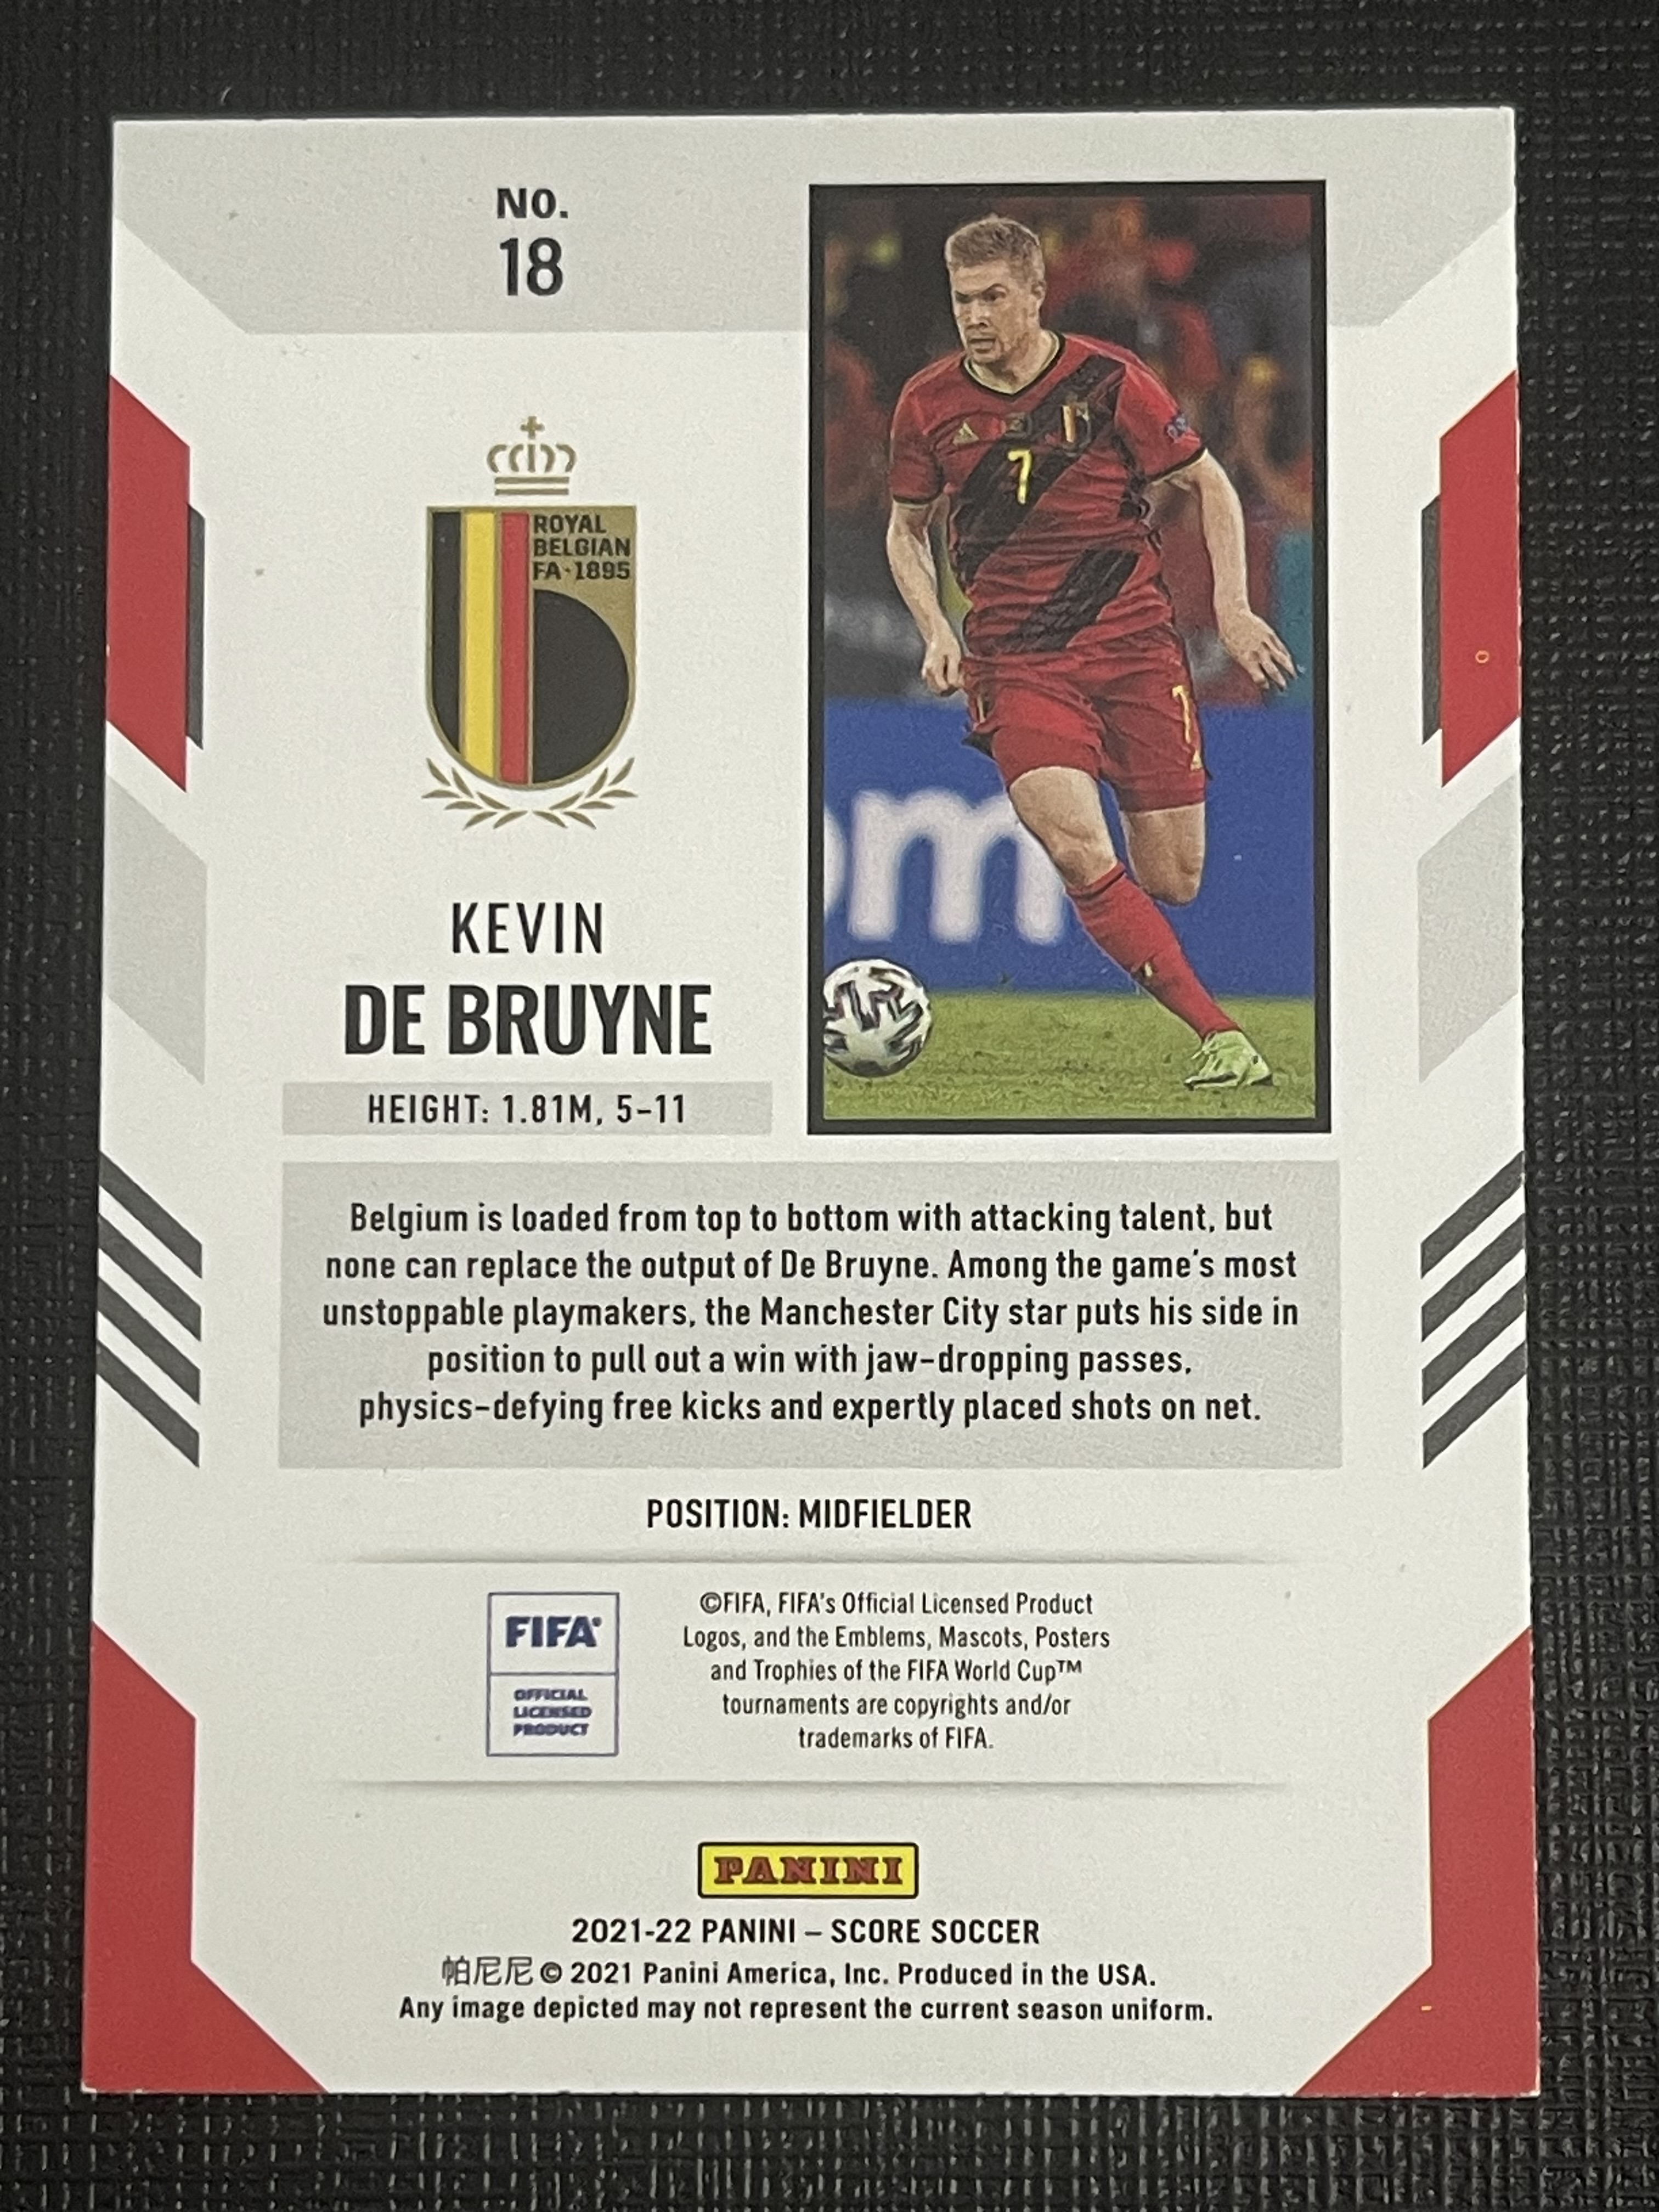 No.
18
ROYAL
BELGIAN
FA·1895
KEVIN
DE BRUYNE
HEIGHT: 1.81M, 5-11
7
7
om
Belgium is loaded from top to bottom with attacking talent, but
none can replace the output of De Bruyne. Among the game's most
unstoppable playmakers, the Manchester City star puts his side in
position to pull out a win with jaw-dropping passes,
physics-defying free kicks and expertly placed shots on net.
POSITION: MIDFIELDER
FIFA®
OFFICIAL
LICENSED
PRODUCT
©FIFA, FIFA's Official Licensed Product
Logos, and the Emblems, Mascots, Posters
and Trophies of the FIFA World Cup™
tournaments are copyrights and/or
trademarks of FIFA.
PANINI
2021-22 PANINI – SCORE SOCCER
帕尼尼 © 2021 Panini America, Inc. Produced in the USA.
Any image depicted may not represent the current season uniform.